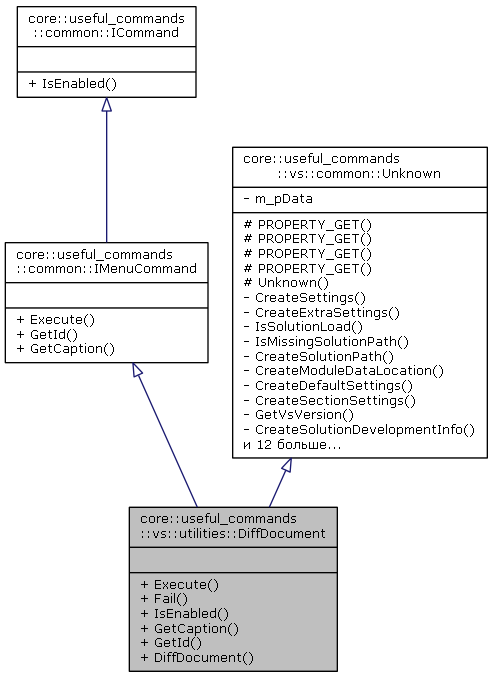 core::useful_commands
::common::ICommand
+ IsEnabled()
core::useful_commands
::vs::common::Unknown
- m_pData
# PROPERTY_GET()
# PROPERTY_GET()
# PROPERTY_GET()
# PROPERTY_GET()
# Unknown()
- CreateSettings()
- CreateExtraSettings()
- IsSolutionLoad()
- IsMissingSolutionPath()
- CreateSolutionPath()
- CreateModuleDataLocation()
- CreateDefaultSettings()
- CreateSectionSettings()
- GetVsVersion()
- CreateSolutionDevelopmentInfo()
и 12 больше...
core::useful_commands
::common::IMenuCommand
+ Execute()
+ GetId()
+ GetCaption()
core::useful_commands
::vs::utilities::DiffDocument
+ Execute()
+ Fail()
+ IsEnabled()
+ GetCaption()
+ GetId()
+ DiffDocument()